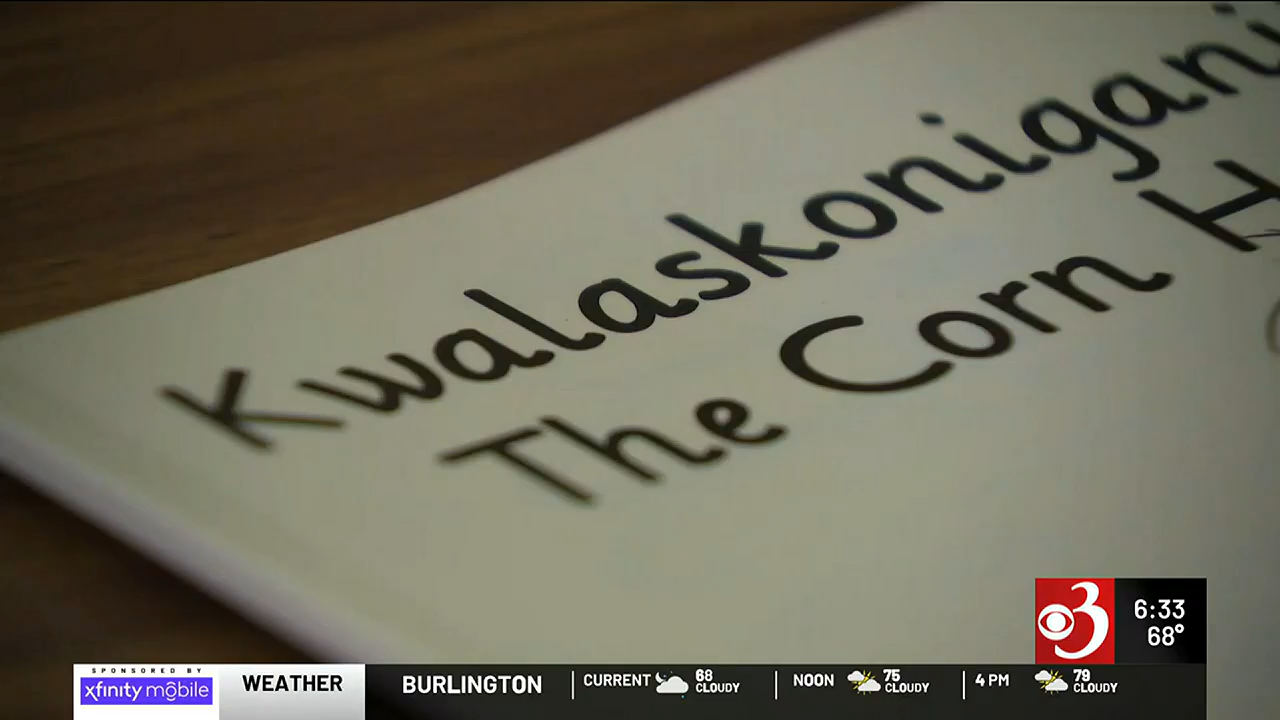 Kwalaskonigani
The Corn H
3
6:33
68°
SPONSORED BY
xfinity mobile
WEATHER
BURLINGTON
CURRENT
68
CLOUDY
NOON
75
CLOUDY
4 PM
79
CLOUDY